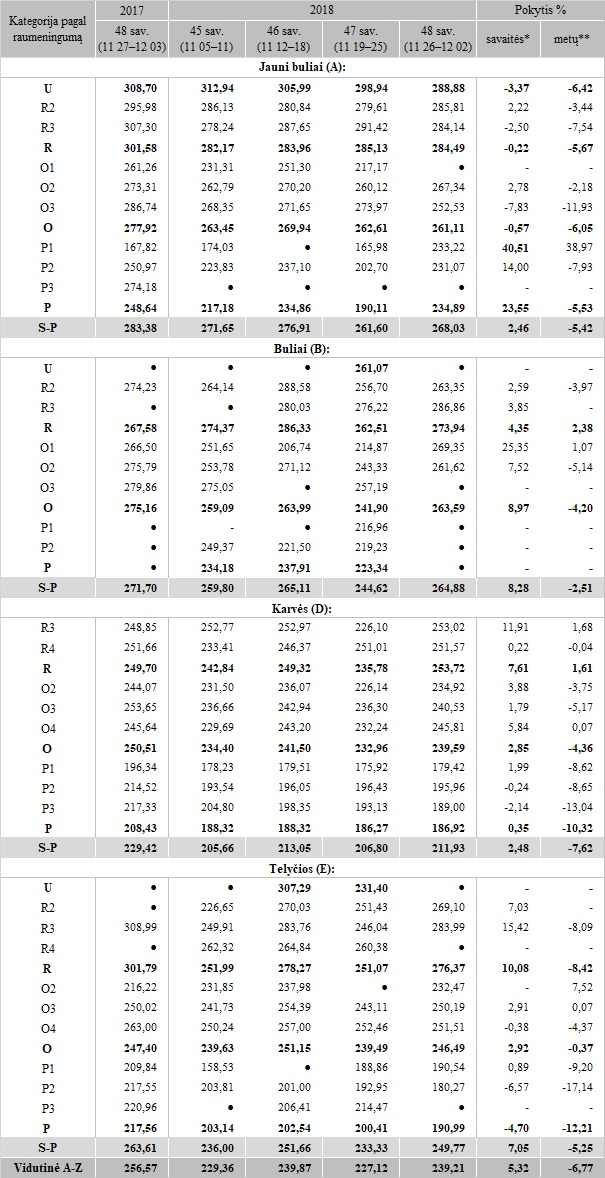 Kategorija pagal raumeningumą 2017 2018 Pokytis %
48 sav. (11 27–12 03) 45 sav. (11 05–11) 46 sav. (11 12–18) 47 sav. (11 19–25) 48 sav. (11 26–12 02) savaitės* metų**
Jauni buliai (A):
U 308,70 312,94 305,99 298,94 288,88 -3,37 -6,42
R2 295,98 286,13 280,84 279,61 285,81 2,22 -3,44
R3 307,30 278,24 287,65 291,42 284,14 -2,50 -7,54
R 301,58 282,17 283,96 285,13 284,49 -0,22 -5,67
O1 261,26 231,31 251,30 217,17 ● - -
O2 273,31 262,79 270,20 260,12 267,34 2,78 -2,18
O3 286,74 268,35 271,65 273,97 252,53 -7,83 -11,93
O 277,92 263,45 269,94 262,61 261,11 -0,57 -6,05
P1 167,82 174,03 ● 165,98 233,22 40,51 38,97
P2 250,97 223,83 237,10 202,70 231,07 14,00 -7,93
P3 274,18 ● ● ● ● - -
P 248,64 217,18 234,86 190,11 234,89 23,55 -5,53
S-P 283,38 271,65 276,91 261,60 268,03 2,46 -5,42
Buliai (B):
U ● ● ● 261,07 ● - -
R2 274,23 264,14 288,58 256,70 263,35 2,59 -3,97
R3 ● ● 280,03 276,22 286,86 3,85 -
R 267,58 274,37 286,33 262,51 273,94 4,35 2,38
O1 266,50 251,65 206,74 214,87 269,35 25,35 1,07
O2 275,79 253,78 271,12 243,33 261,62 7,52 -5,14
O3 279,86 275,05 ● 257,19 ● - -
O 275,16 259,09 263,99 241,90 263,59 8,97 -4,20
P1 ● - ● 216,96 ● - -
P2 ● 249,37 221,50 219,23 ● - -
P ● 234,18 237,91 223,34 ● - -
S-P 271,70 259,80 265,11 244,62 264,88 8,28 -2,51
Karvės (D):
R3 248,85 252,77 252,97 226,10 253,02 11,91 1,68
R4 251,66 233,41 246,37 251,01 251,57 0,22 -0,04
R 249,70 242,84 249,32 235,78 253,72 7,61 1,61
O2 244,07 231,50 236,07 226,14 234,92 3,88 -3,75
O3 253,65 236,66 242,94 236,30 240,53 1,79 -5,17
O4 245,64 229,69 243,20 232,24 245,81 5,84 0,07
O 250,51 234,40 241,50 232,96 239,59 2,85 -4,36
P1 196,34 178,23 179,51 175,92 179,42 1,99 -8,62
P2 214,52 193,54 196,05 196,43 195,96 -0,24 -8,65
P3 217,33 204,80 198,35 193,13 189,00 -2,14 -13,04
P 208,43 188,32 188,32 186,27 186,92 0,35 -10,32
S-P 229,42 205,66 213,05 206,80 211,93 2,48 -7,62
Telyčios (E):
U ● ● 307,29 231,40 ● - -
R2 ● 226,65 270,03 251,43 269,10 7,03 -
R3 308,99 249,91 283,76 246,04 283,99 15,42 -8,09
R4 ● 262,32 264,84 260,38 ● - -
R 301,79 251,99 278,27 251,07 276,37 10,08 -8,42
O2 216,22 231,85 237,98 ● 232,47 - 7,52
O3 250,02 241,73 254,39 243,11 250,19 2,91 0,07
O4 263,00 250,24 257,00 252,46 251,51 -0,38 -4,37
O 247,40 239,63 251,15 239,49 246,49 2,92 -0,37
P1 209,84 158,53 ● 188,86 190,54 0,89 -9,20
P2 217,55 203,81 201,00 192,95 180,27 -6,57 -17,14
P3 220,96 ● 206,41 214,47 ● - -
P 217,56 203,14 202,54 200,41 190,99 -4,70 -12,21
S-P 263,61 236,00 251,66 233,33 249,77 7,05 -5,25
Vidutinė A-Z 256,57 229,36 239,87 227,12 239,21 5,32 -6,77